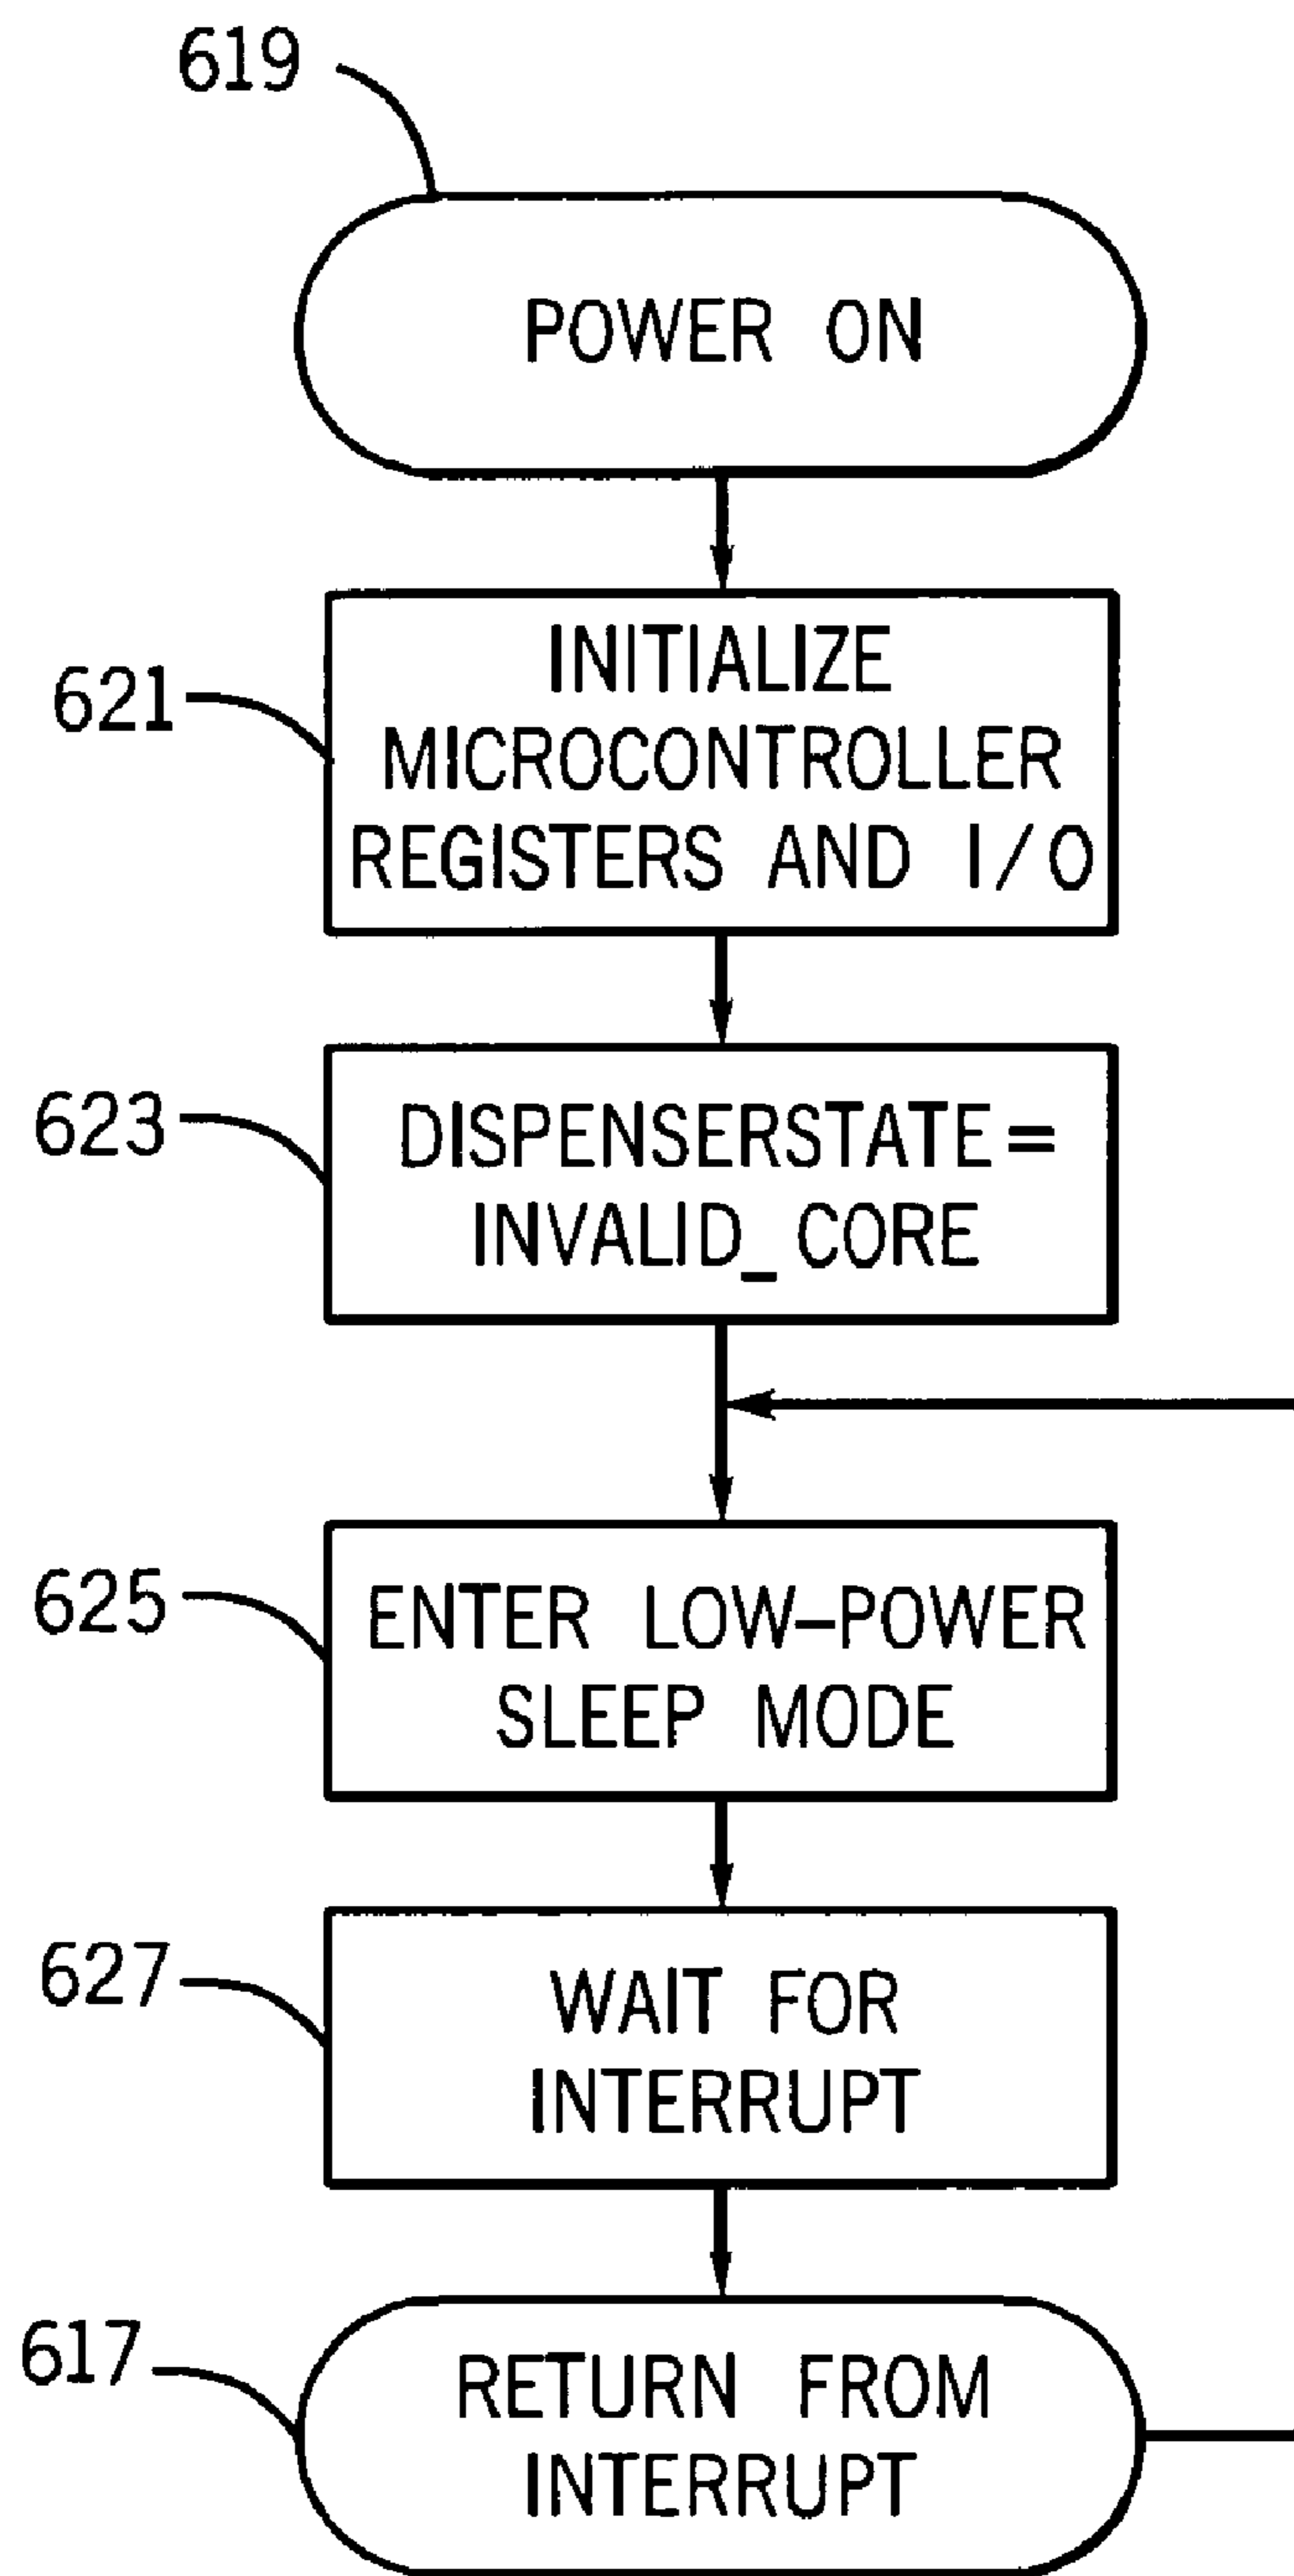 619
POWER ON
621
INITIALIZE
MICROCONTROLLER
REGISTERS AND I/O
623
DISPENSERSTATE=
INVALID_CORE
625
ENTER LOW-POWER
SLEEP MODE
627
WAIT FOR
INTERRUPT
617
RETURN FROM
INTERRUPT